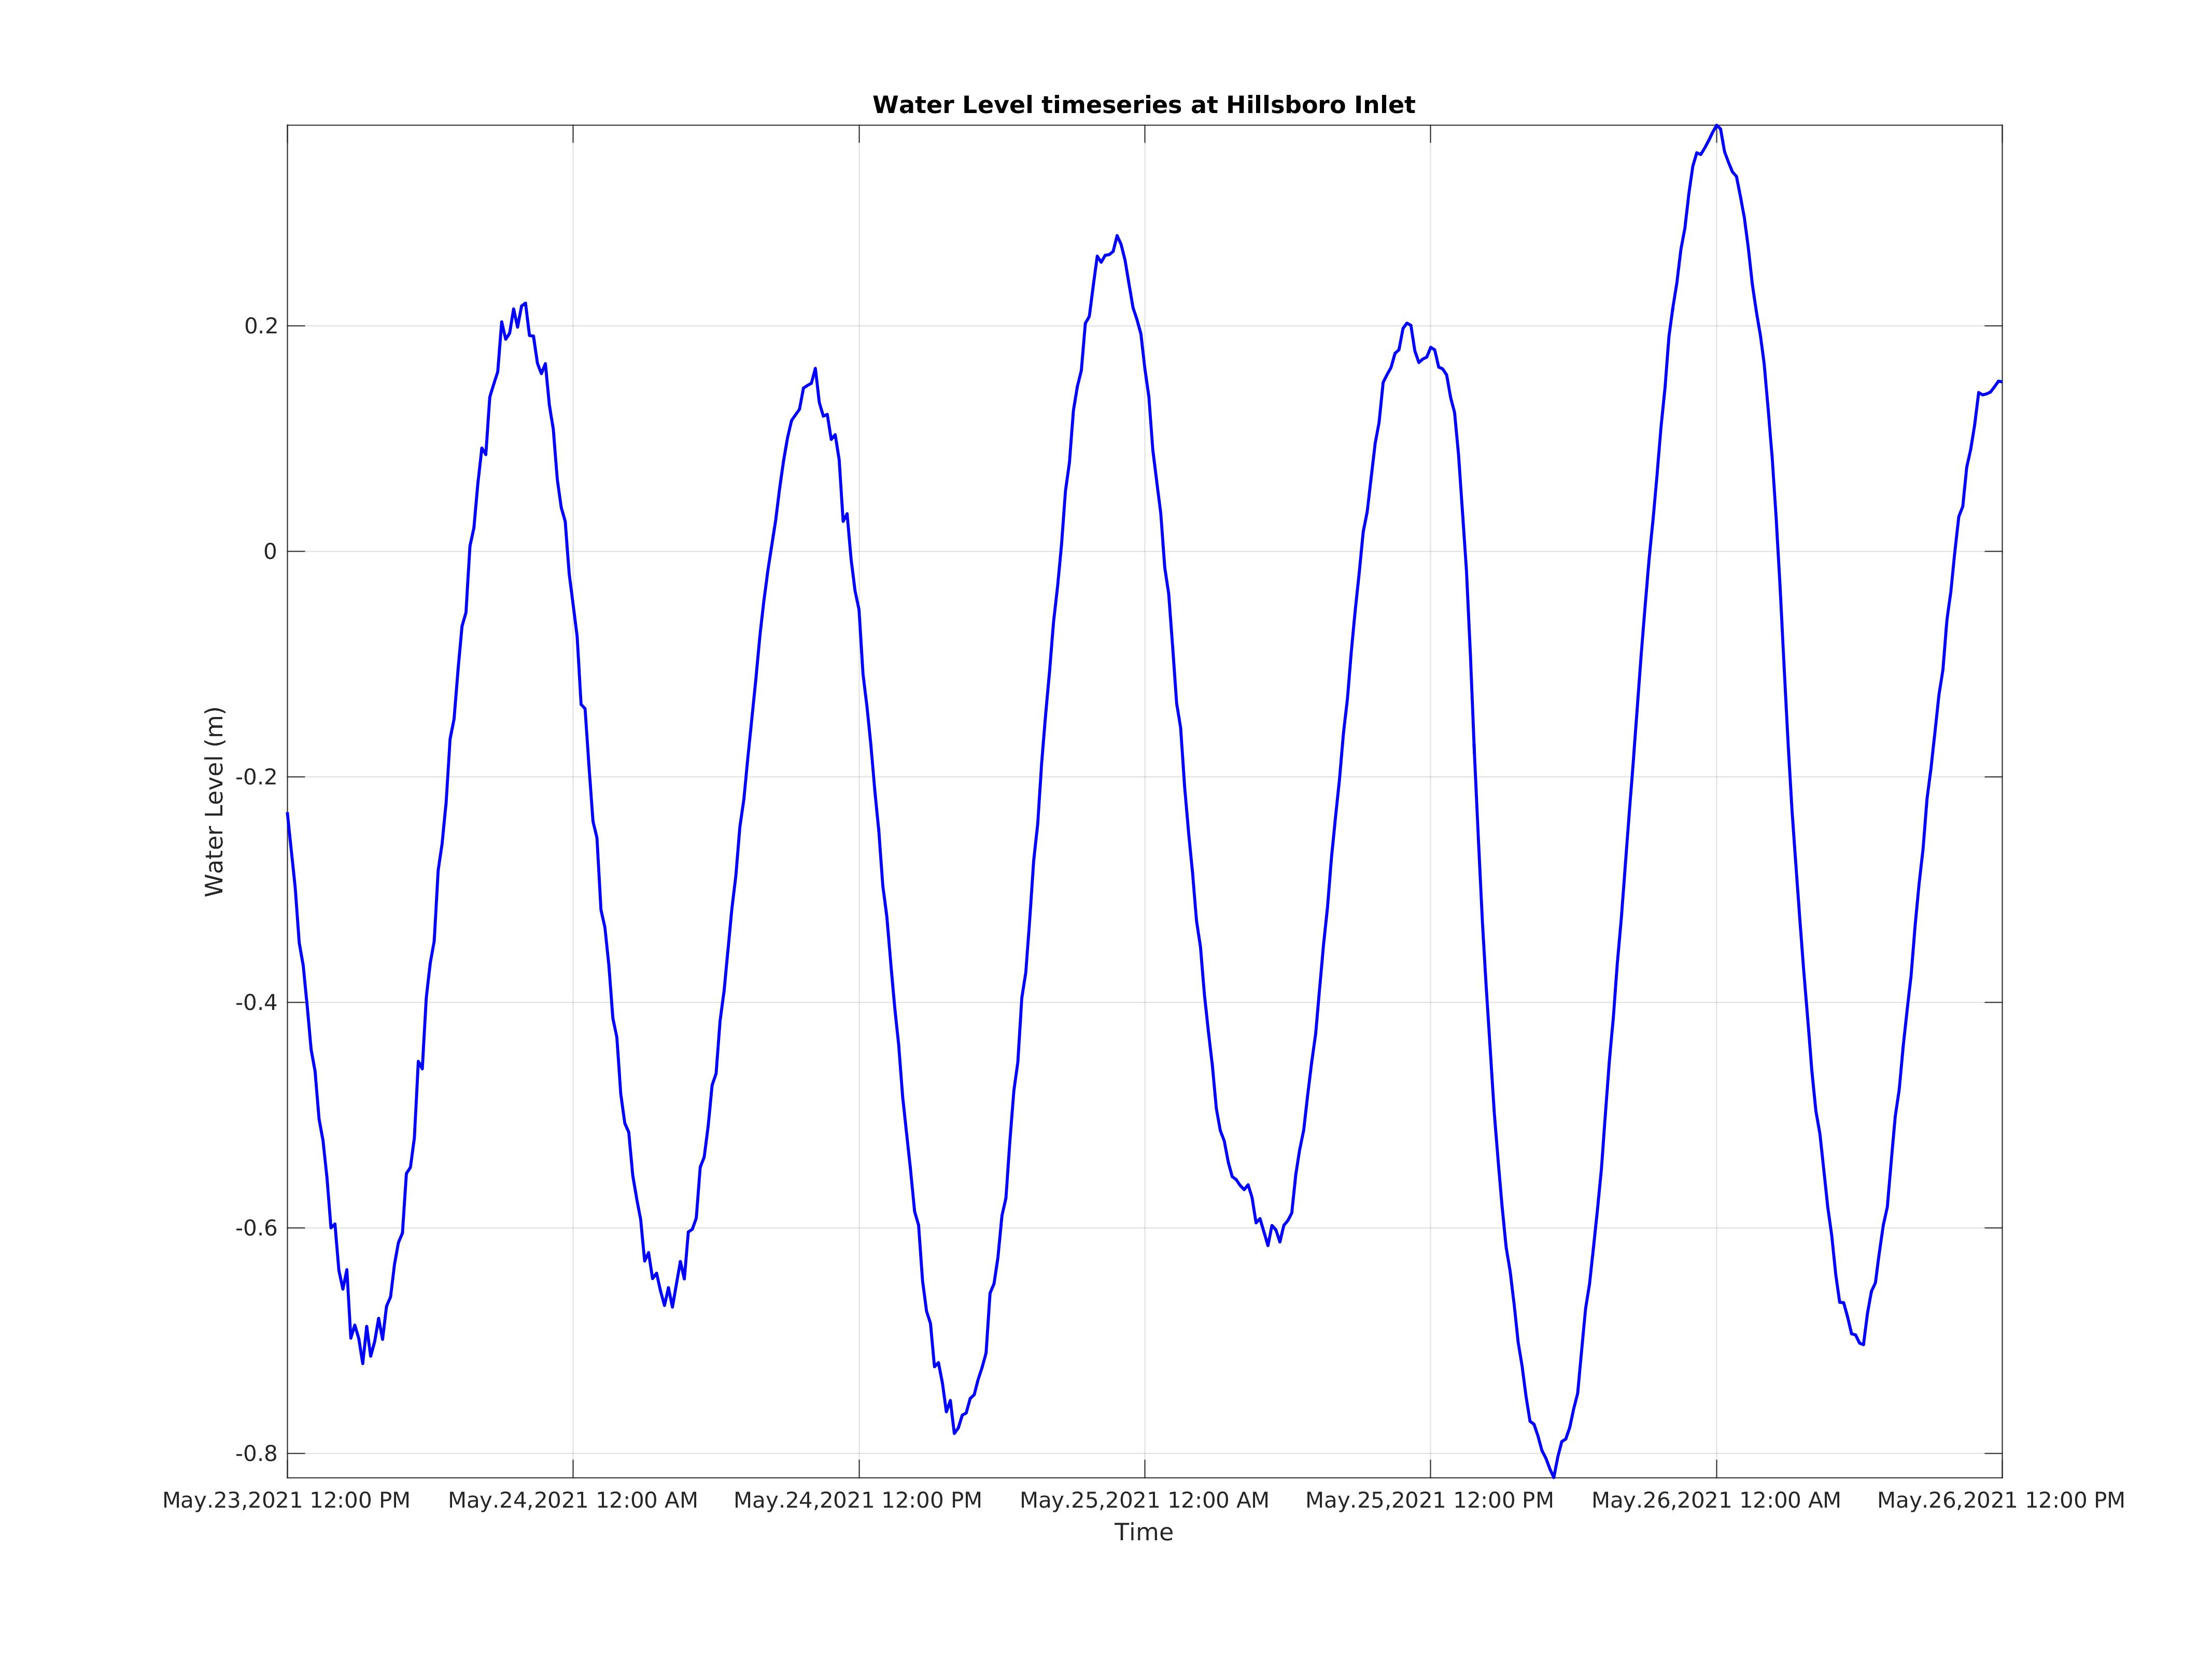 Water Level timeseries at Hillsboro Inlet
0.2
0
-0.2
-0.4
-0.6
-0.8
Water Level (m)
May.23,2021 12:00 PM
May.24,2021 12:00 AM
May.24,2021 12:00 PM
May.25,2021 12:00 AM
May.25,2021 12:00 PM
May.26,2021 12:00 AM
May.26,2021 12:00 PM
Time